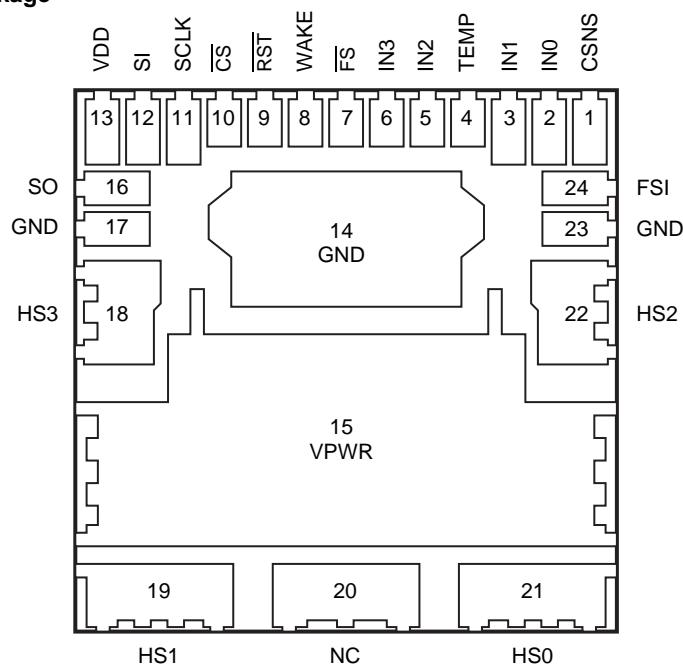 kage
VDD SI SCLK CS RST WAKE FS IN3 IN2 TEMP IN1 IN0 CSNS
13 12 11 10 9 8 7 6 5 4 3 2 1
SO 16 24 FSI
GND 17 14 23 GND
GND
HS3 18 22 HS2
15
VPWR
19 20 21
HS1 NC HS0